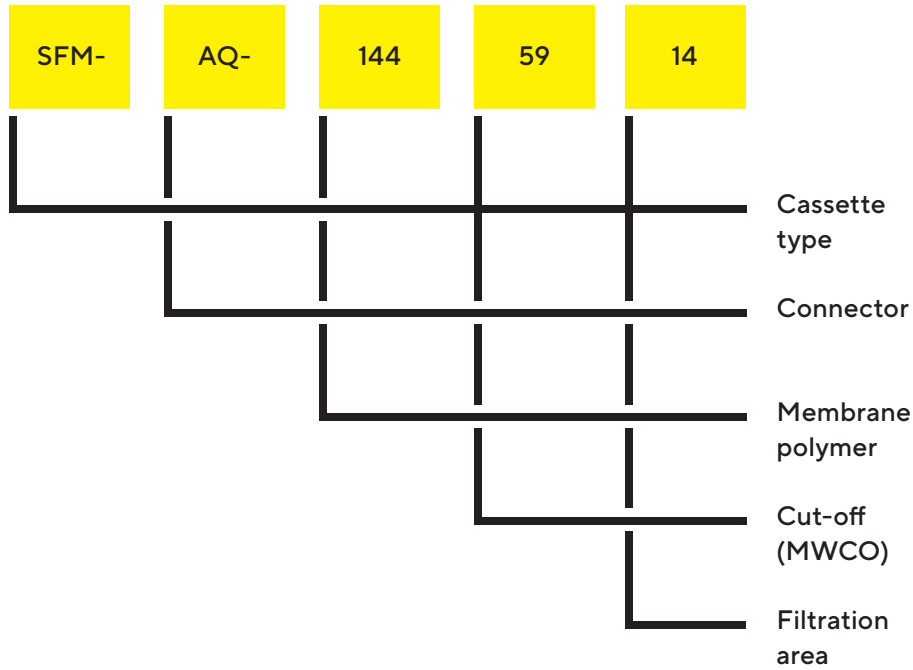 SFM- AQ- 144 59 14
Cassette
type
Connector
Membrane
polymer
Cut-off
(MWCO)
Filtration
area